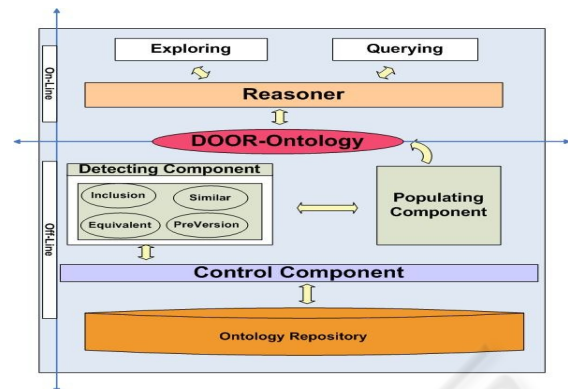 Exploring
Querying
On-Line
Reasoner
DOOR-Ontology
Detecting Component
Inclusion
Similar
Equivalent
PreVersion
Populating
Component
Off-Line
Control Component
Ontology Repository